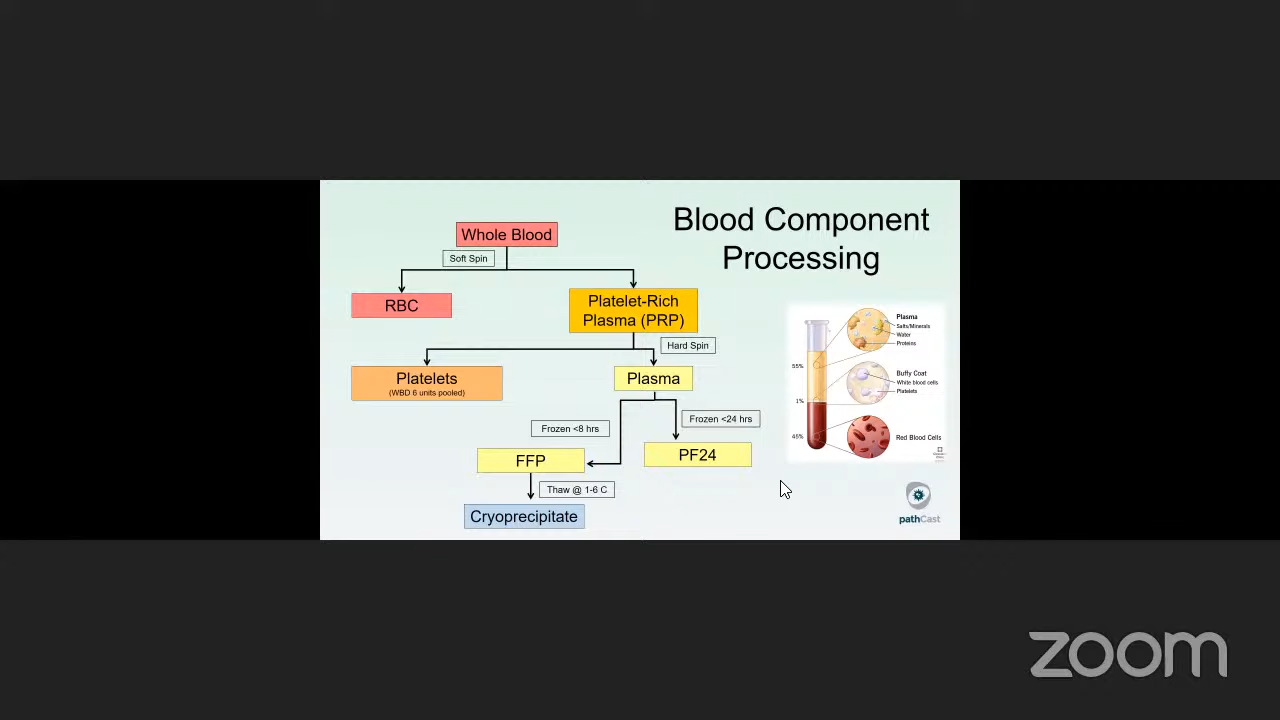 Blood Component
Processing
Whole Blood
Soft Spin
RBC
Platelet-Rich
Plasma (PRP)
Hard Spin
Platelets
(WBD 6 units pooled)
Plasma
Frozen <8 hrs
Frozen <24 hrs
FFP
PF24
Thaw @ 1-6 C
Cryoprecipitate
Plasma
Salts/Minerals
Water
Proteins
55%
Buffy Coat
White blood cells
Platelets
1%
45%
Red Blood Cells
pathCast
zoom